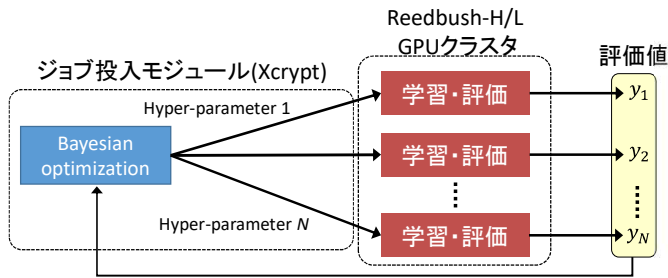 Reedbush-H/L
GPUクラスタ
評価値
ジョブ投入モジュール(Xcrypt)
Hyper-parameter 1
学習・評価
y₁
Bayesian
optimization
学習・評価
y₂
Hyper-parameter N
学習・評価
y_N